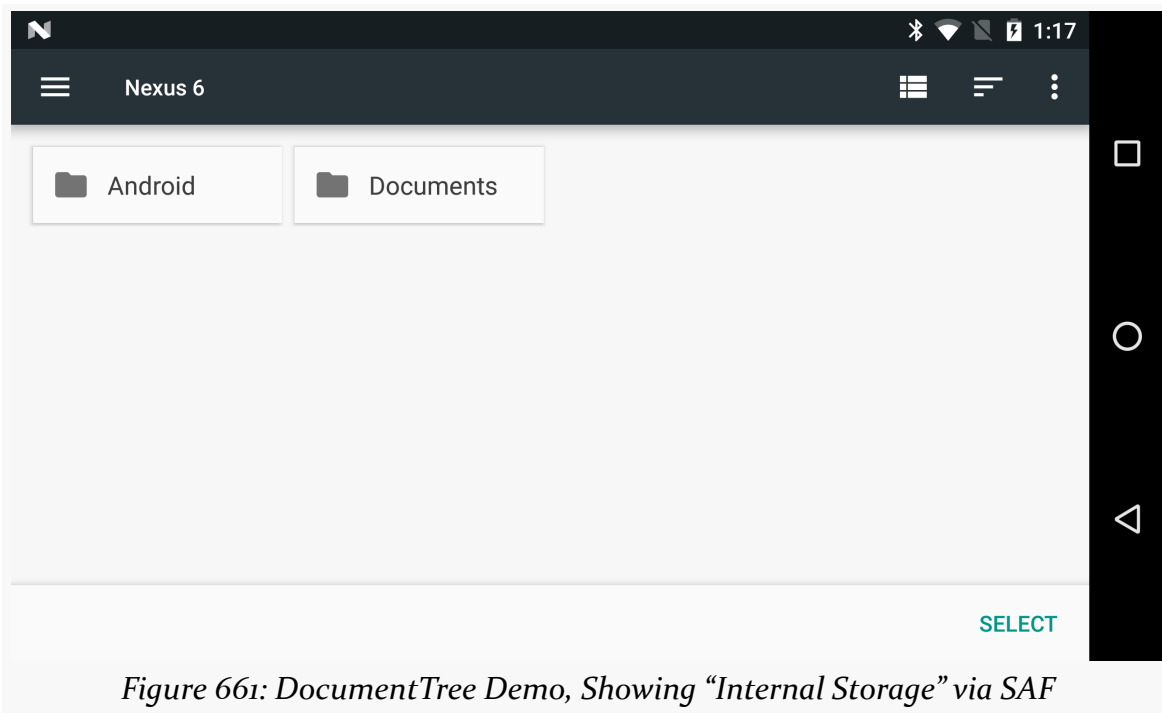 1:17
Nexus 6
Android Documents
SELECT
Figure 661: DocumentTree Demo, Showing “Internal Storage” via SAF